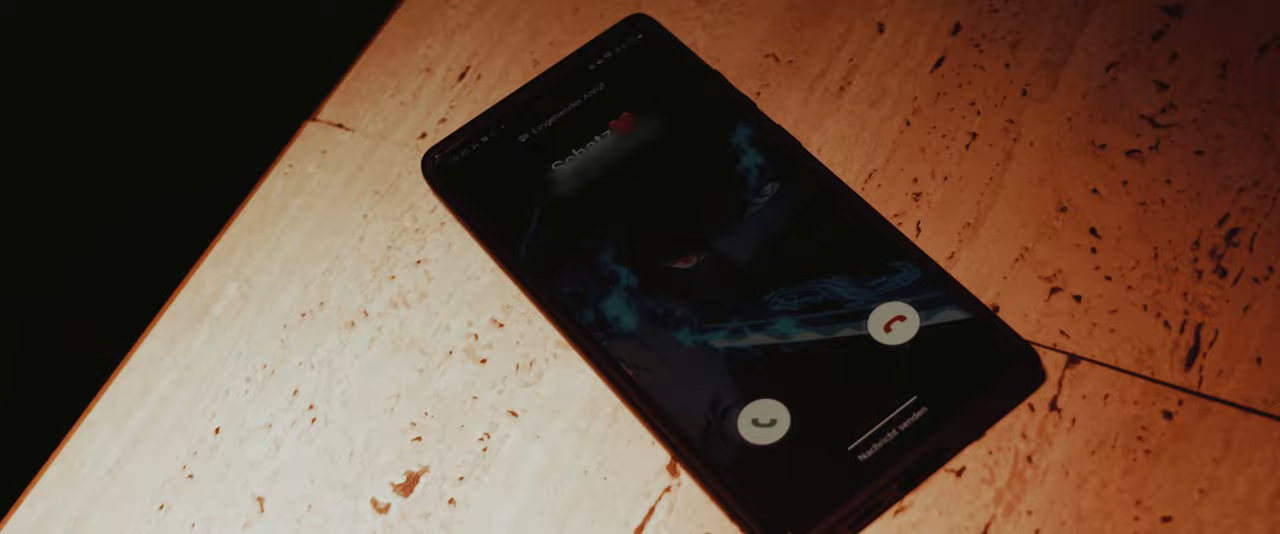 Eingehender Anruf
Schatz
Nachricht senden